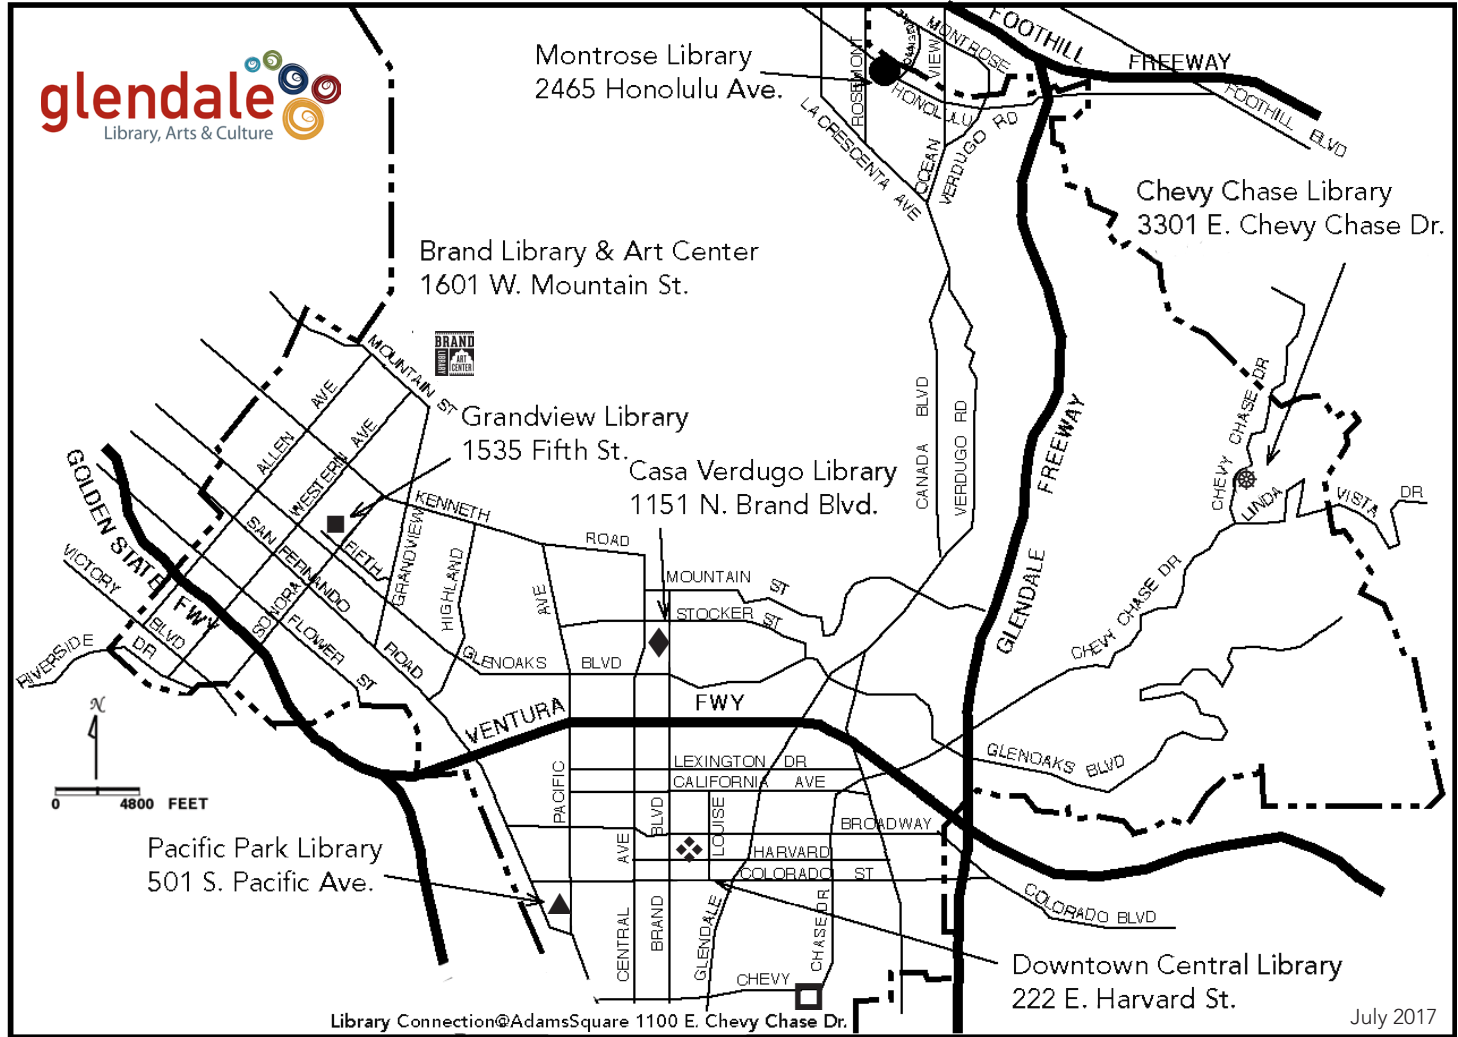 glendale
Library, Arts & Culture
Montrose Library
2465 Honolulu Ave.
ROSEMONT
MONTROSE
OCEAN
VIEW
HONOLULU
LA CRESCENTA AVE
VERDUGO RD
FOOTHILL
FREEWAY
FOOTHILL BLVD
Chevy Chase Library
3301 E. Chevy Chase Dr.
Brand Library & Art Center
1601 W. Mountain St.
BRAND
LIBRARY
ART
CENTER
MOUNTAIN ST
Grandview Library
1535 Fifth St.
Casa Verdugo Library
1151 N. Brand Blvd.
ALLEN AVE
WESTERN AVE
KENNETH ROAD
GRANDVIEW
HIGHLAND
FIFTH
SAN FERNANDO ROAD
SONORA
FLOWER ST
GOLDEN STATE FWY
VICTORY BLVD
RIVERSIDE DR
CANADA BLVD
VERDUGO RD
GLENDALE FREEWAY
CHEVY CHASE DR
LINDA VISTA DR
CHEVY CHASE DR
MOUNTAIN ST
STOCKER ST
GLENOAKS BLVD
AVE
VENTURA FWY
N
0 4800 FEET
LEXINGTON DR
CALIFORNIA AVE
PACIFIC
BLVD
LOUISE
AVE
BROADWAY
HARVARD
COLORADO ST
GLENOAKS BLVD
COLORADO BLVD
Pacific Park Library
501 S. Pacific Ave.
CENTRAL
BRAND
GLENDALE
CHASE DR
CHEVY
Downtown Central Library
222 E. Harvard St.
Library Connection@AdamsSquare 1100 E. Chevy Chase Dr.
July 2017